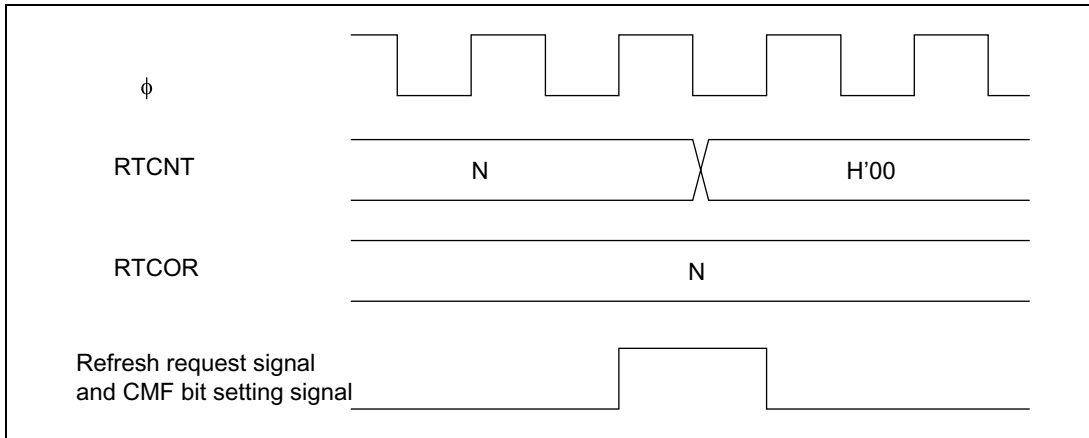 ϕ
RTCNT
N
H'00
RTCOR
N
Refresh request signal
and CMF bit setting signal